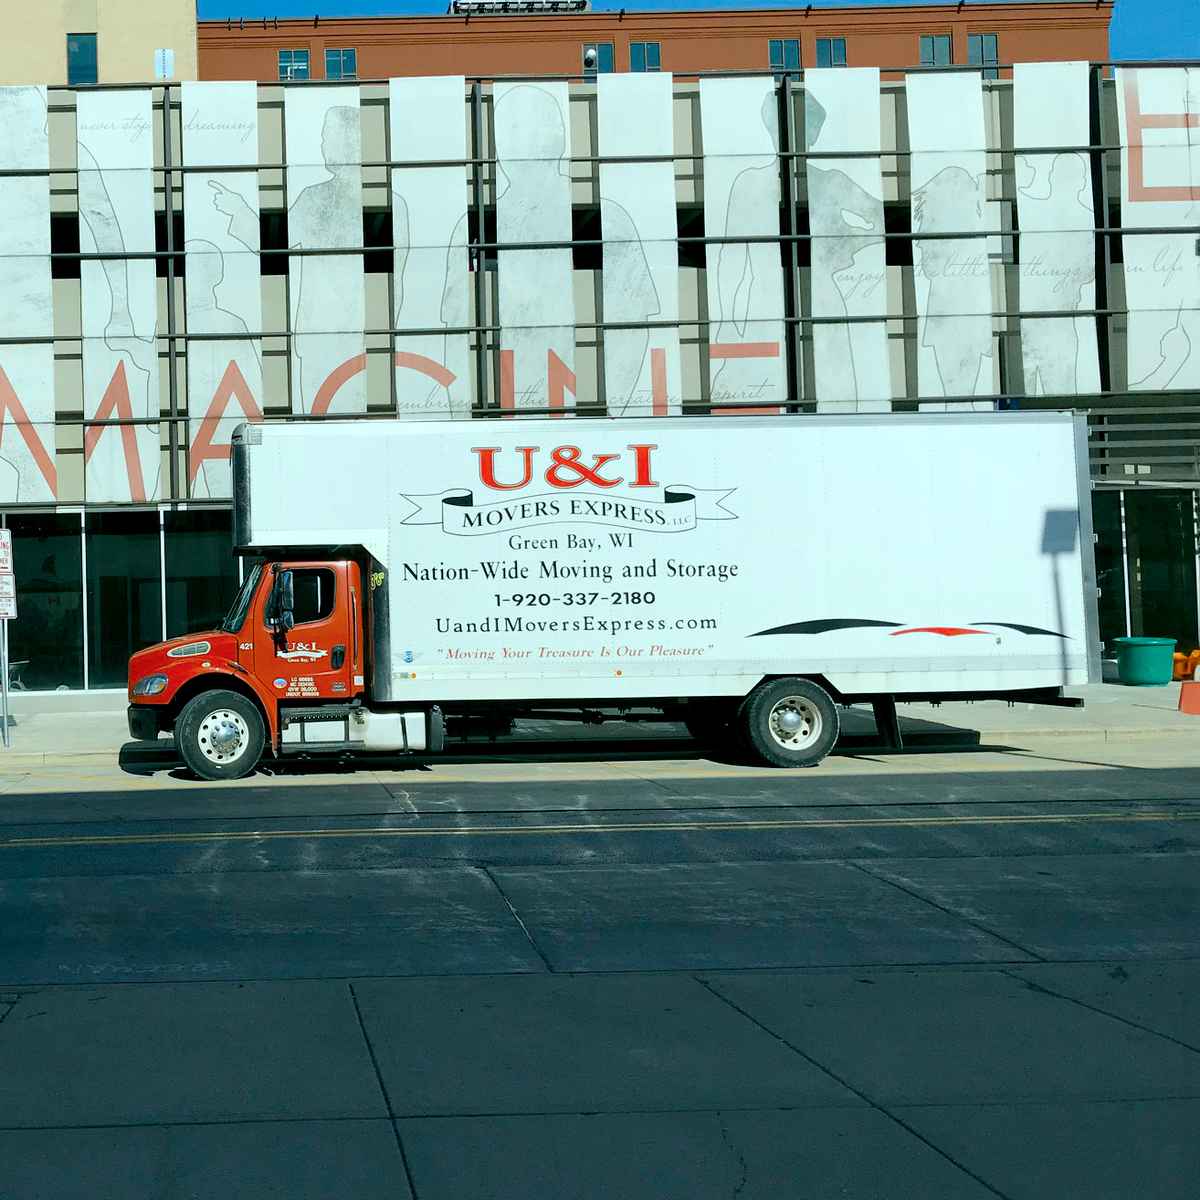 never stop dreaming
E
enjoy the little things in life
MAGINE
embrace the creative spirit
U&I
MOVERS EXPRESS, LLC
Green Bay, WI
Nation-Wide Moving and Storage
1-920-337-2180
UandIMoversExpress.com
"Moving Your Treasure Is Our Pleasure"
421
U&I
Green Bay, WI